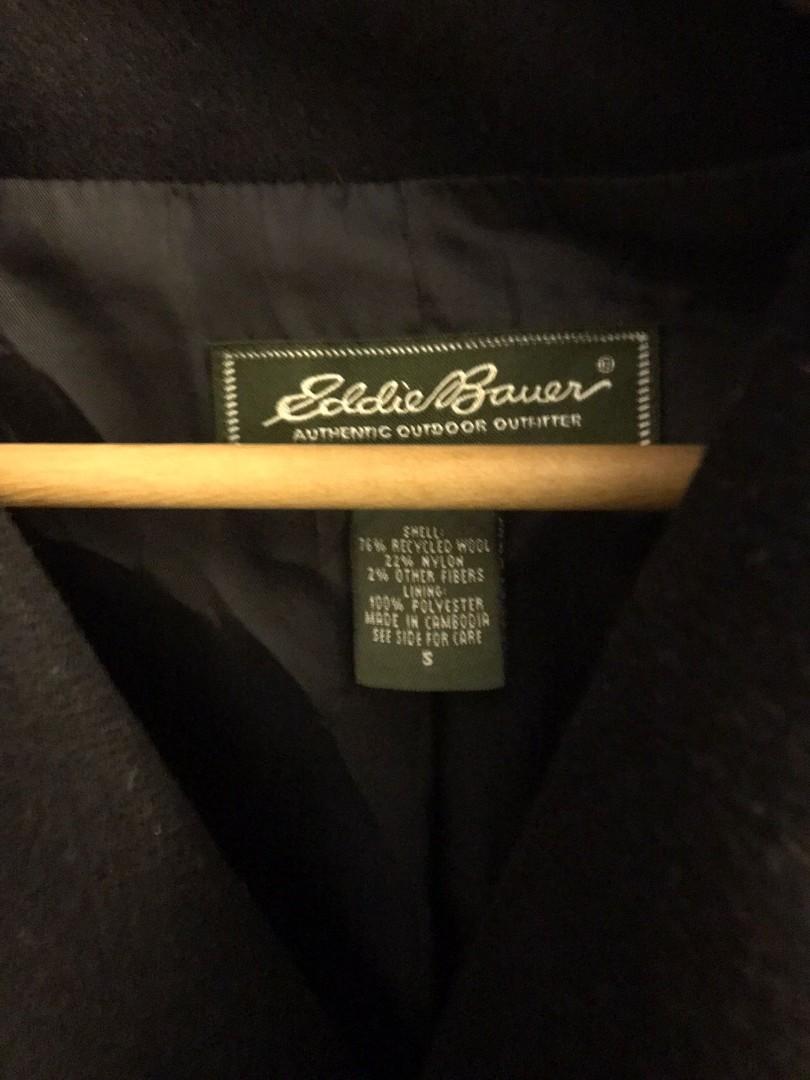 Eddie Bauer®
AUTHENTIC OUTDOOR OUTFITTER
SHELL:
76% RECYCLED WOOL
22% NYLON
2% OTHER FIBERS
LINING:
100% POLYESTER
MADE IN CAMBODIA
SEE SIDE FOR CARE
S